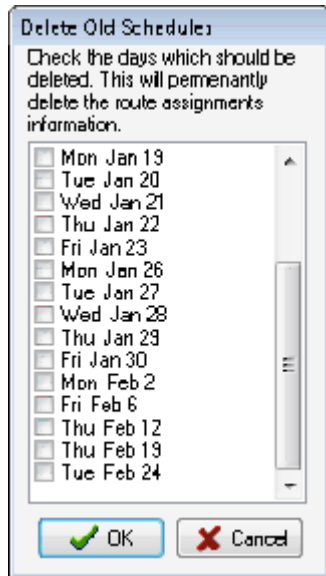 Delete Old Schedules
Check the days which should be
deleted. This will permenantly
delete the route assignments
information.
Mon Jan 19
Tue Jan 20
Wed Jan 21
Thu Jan 22
Fri Jan 23
Mon Jan 26
Tue Jan 27
Wed Jan 28
Thu Jan 29
Fri Jan 30
Mon Feb 2
Fri Feb 6
Thu Feb 12
Thu Feb 19
Tue Feb 24
OK Cancel